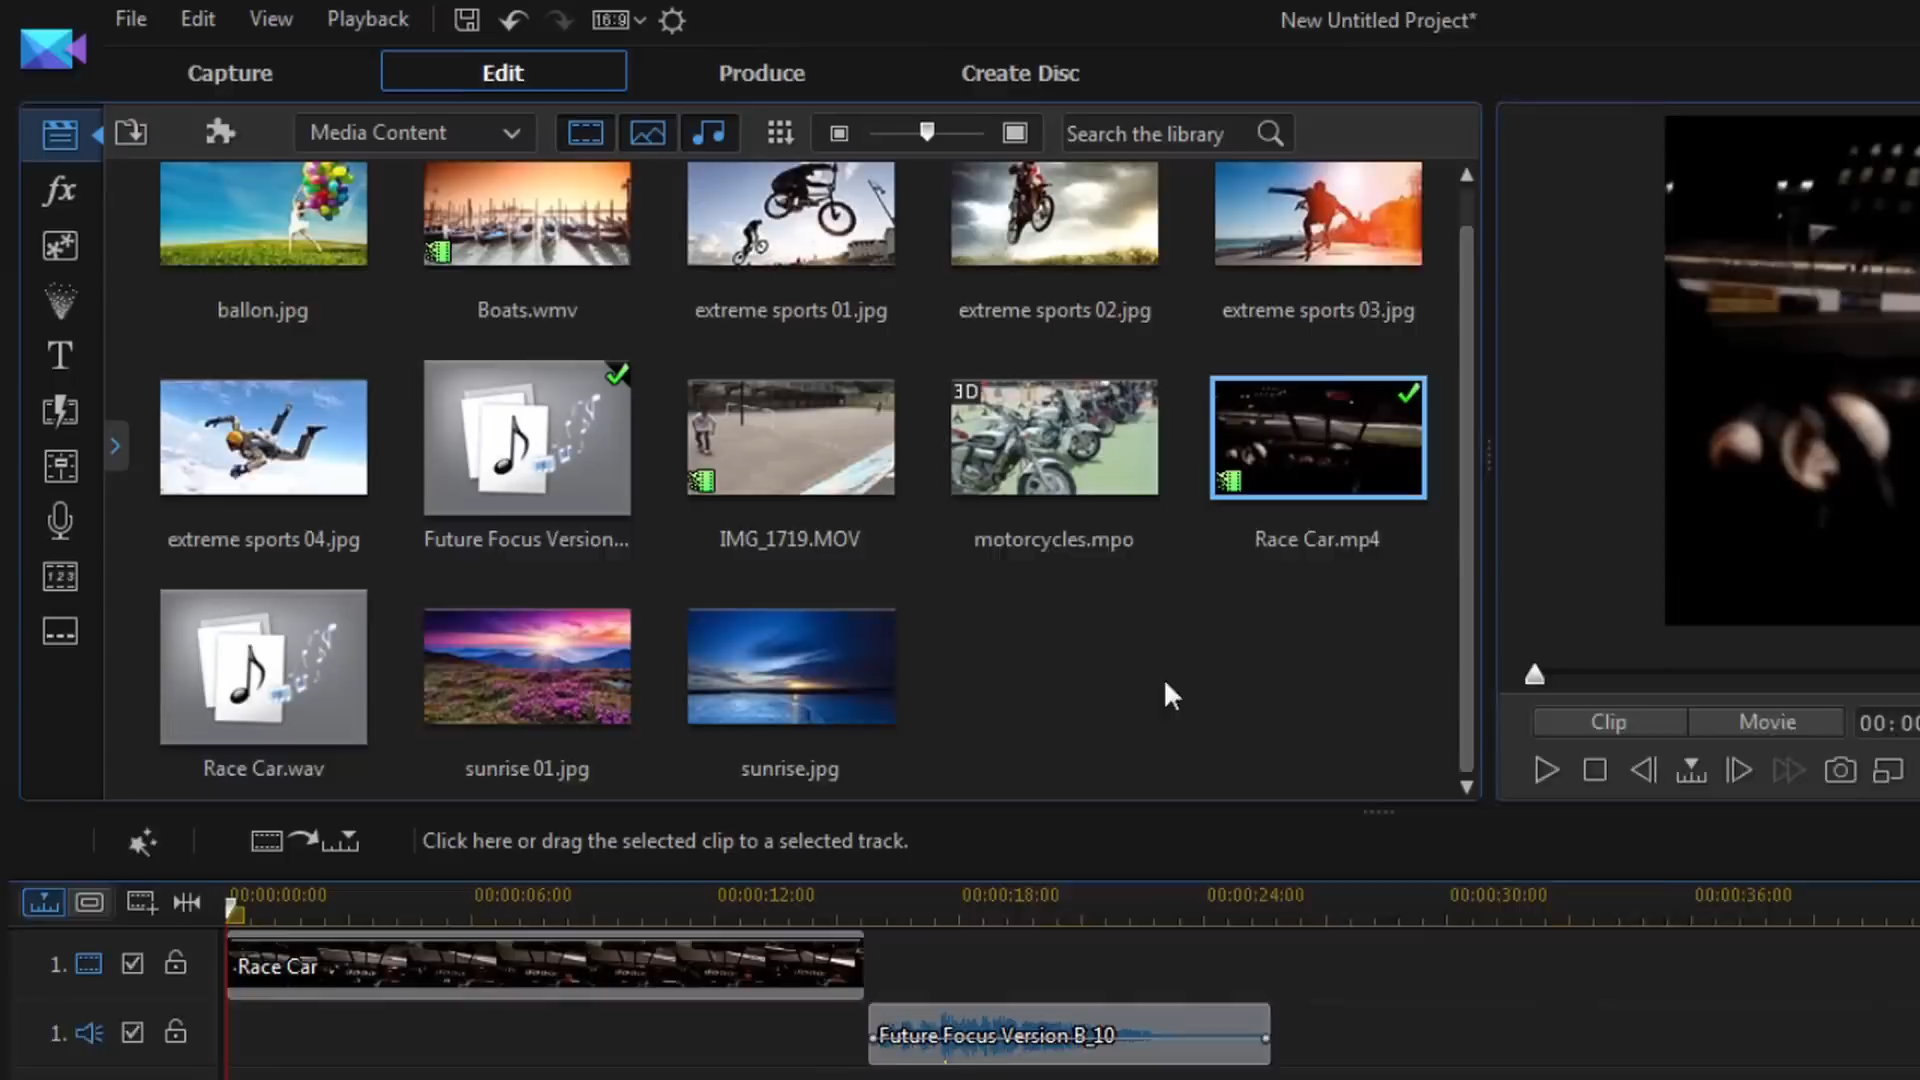 File Edit View Playback 16:9 New Untitled Project*
Capture Edit Produce Create Disc
Media Content Search the library
fx
ballon.jpg Boats.wmv extreme sports 01.jpg extreme sports 02.jpg extreme sports 03.jpg
T
3D
extreme sports 04.jpg Future Focus Version... IMG_1719.MOV motorcycles.mpo Race Car.mp4
1 2 3
Race Car.wav sunrise 01.jpg sunrise.jpg
Clip Movie 00:00
Click here or drag the selected clip to a selected track.
00:00:00:00 00:00:06:00 00:00:12:00 00:00:18:00 00:00:24:00 00:00:30:00 00:00:36:00
1. Race Car
1. Future Focus Version B_10